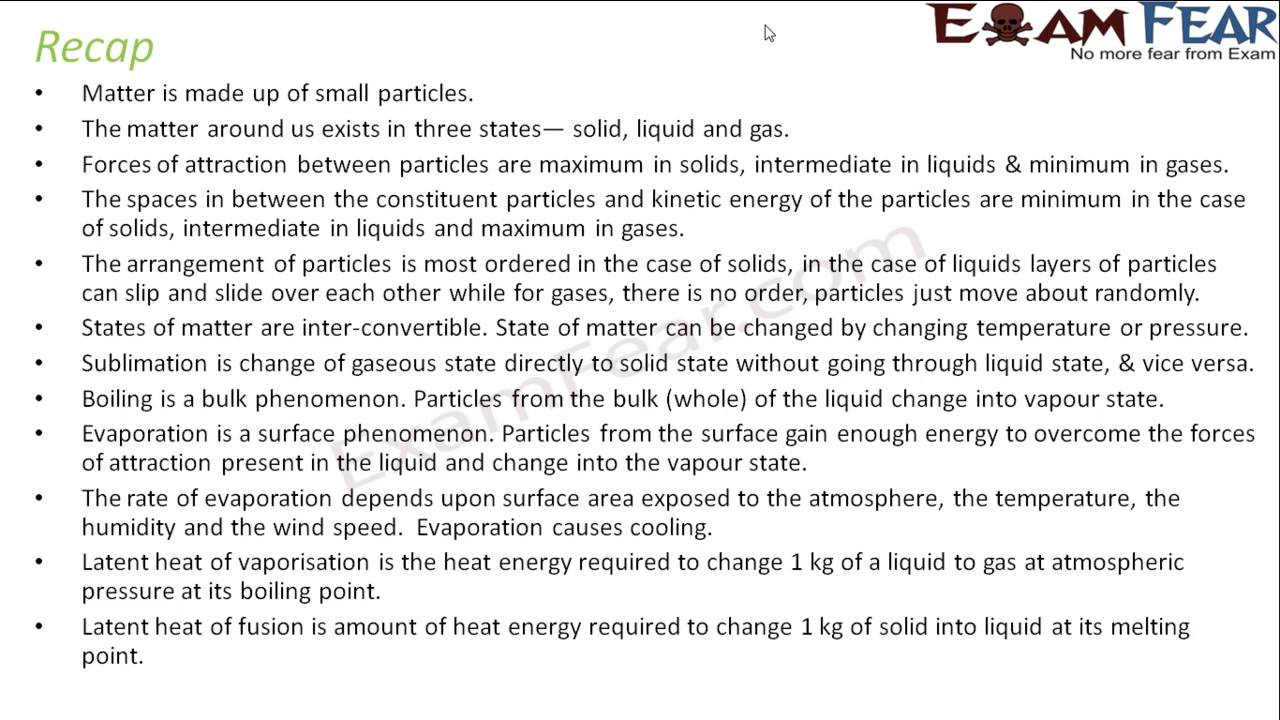 EXAM FEAR
No more fear from Exam
Recap
• Matter is made up of small particles.
• The matter around us exists in three states— solid, liquid and gas.
• Forces of attraction between particles are maximum in solids, intermediate in liquids & minimum in gases.
• The spaces in between the constituent particles and kinetic energy of the particles are minimum in the case
of solids, intermediate in liquids and maximum in gases.
• The arrangement of particles is most ordered in the case of solids, in the case of liquids layers of particles
can slip and slide over each other while for gases, there is no order, particles just move about randomly.
• States of matter are inter-convertible. State of matter can be changed by changing temperature or pressure.
• Sublimation is change of gaseous state directly to solid state without going through liquid state, & vice versa.
• Boiling is a bulk phenomenon. Particles from the bulk (whole) of the liquid change into vapour state.
• Evaporation is a surface phenomenon. Particles from the surface gain enough energy to overcome the forces
of attraction present in the liquid and change into the vapour state.
• The rate of evaporation depends upon surface area exposed to the atmosphere, the temperature, the
humidity and the wind speed.  Evaporation causes cooling.
• Latent heat of vaporisation is the heat energy required to change 1 kg of a liquid to gas at atmospheric
pressure at its boiling point.
• Latent heat of fusion is amount of heat energy required to change 1 kg of solid into liquid at its melting
point.
ExamFear.com